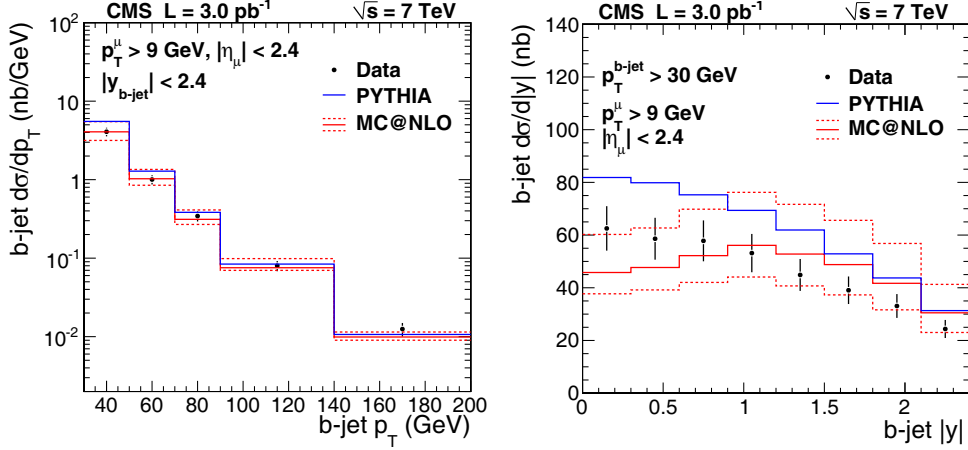 CMS L = 3.0 pb⁻¹ √s = 7 TeV
p_T^μ > 9 GeV, |η_μ| < 2.4
|y_b-jet| < 2.4
Data
PYTHIA
MC@NLO
b-jet dσ/dp_T (nb/GeV)
10²
10
1
10⁻¹
10⁻²
40 60 80 100 120 140 160 180 200
b-jet p_T (GeV)
CMS L = 3.0 pb⁻¹ √s = 7 TeV
p_T^b-jet > 30 GeV
p_T^μ > 9 GeV
|η_μ| < 2.4
Data
PYTHIA
MC@NLO
b-jet dσ/d|y| (nb)
140
120
100
80
60
40
20
0
0 0.5 1 1.5 2
b-jet |y|